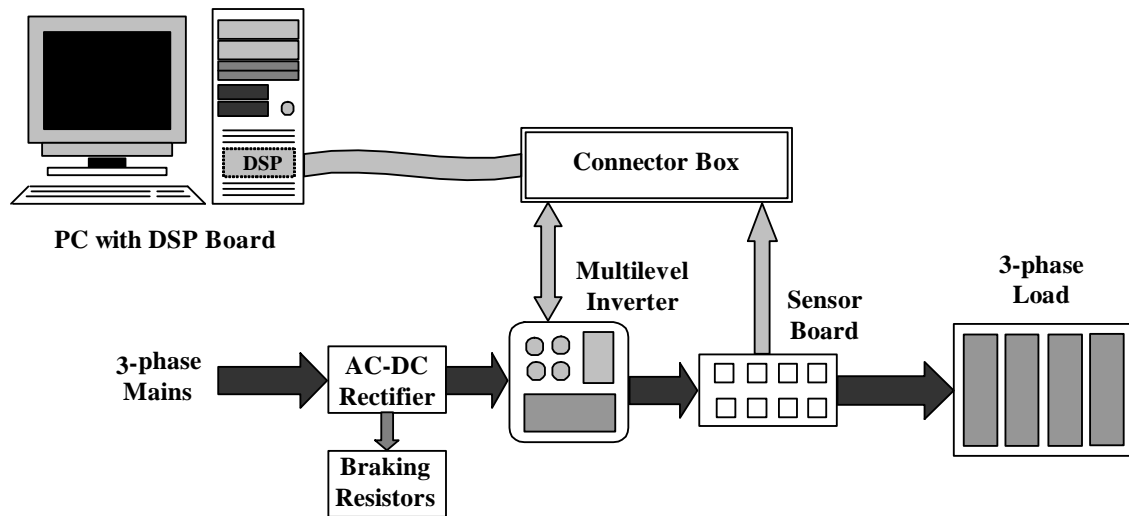 DSP
Connector Box
PC with DSP Board
Multilevel
Inverter
Sensor
Board
3-phase
Load
3-phase
Mains
AC-DC
Rectifier
Braking
Resistors